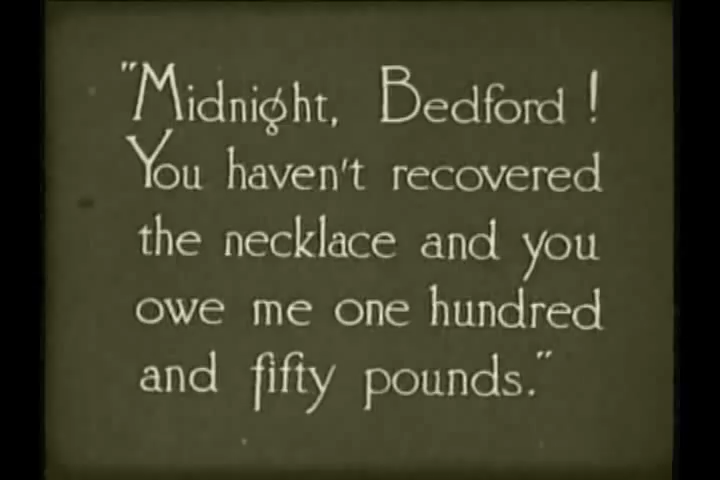 "Midnight, Bedford!
You haven't recovered
the necklace and you
owe me one hundred
and fifty pounds."